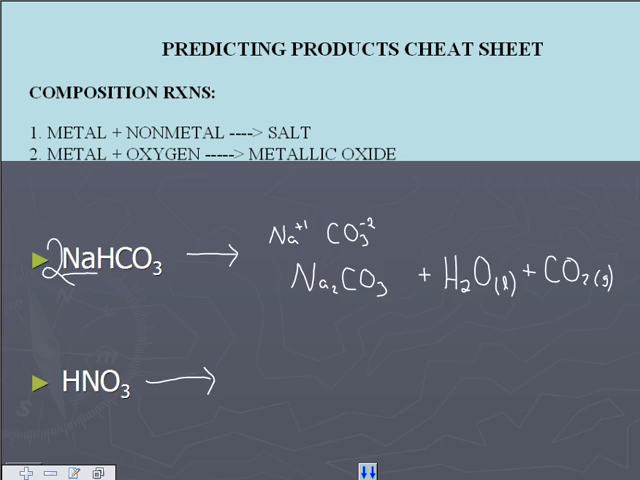 PREDICTING PRODUCTS CHEAT SHEET
COMPOSITION RXNS:
1. METAL + NONMETAL ----> SALT
2. METAL + OXYGEN -----> METALLIC OXIDE
Na⁺¹ CO₃⁻²
► 2NaHCO₃ → Na₂CO₃ + H₂O(l) + CO₂(g)
► HNO₃ →